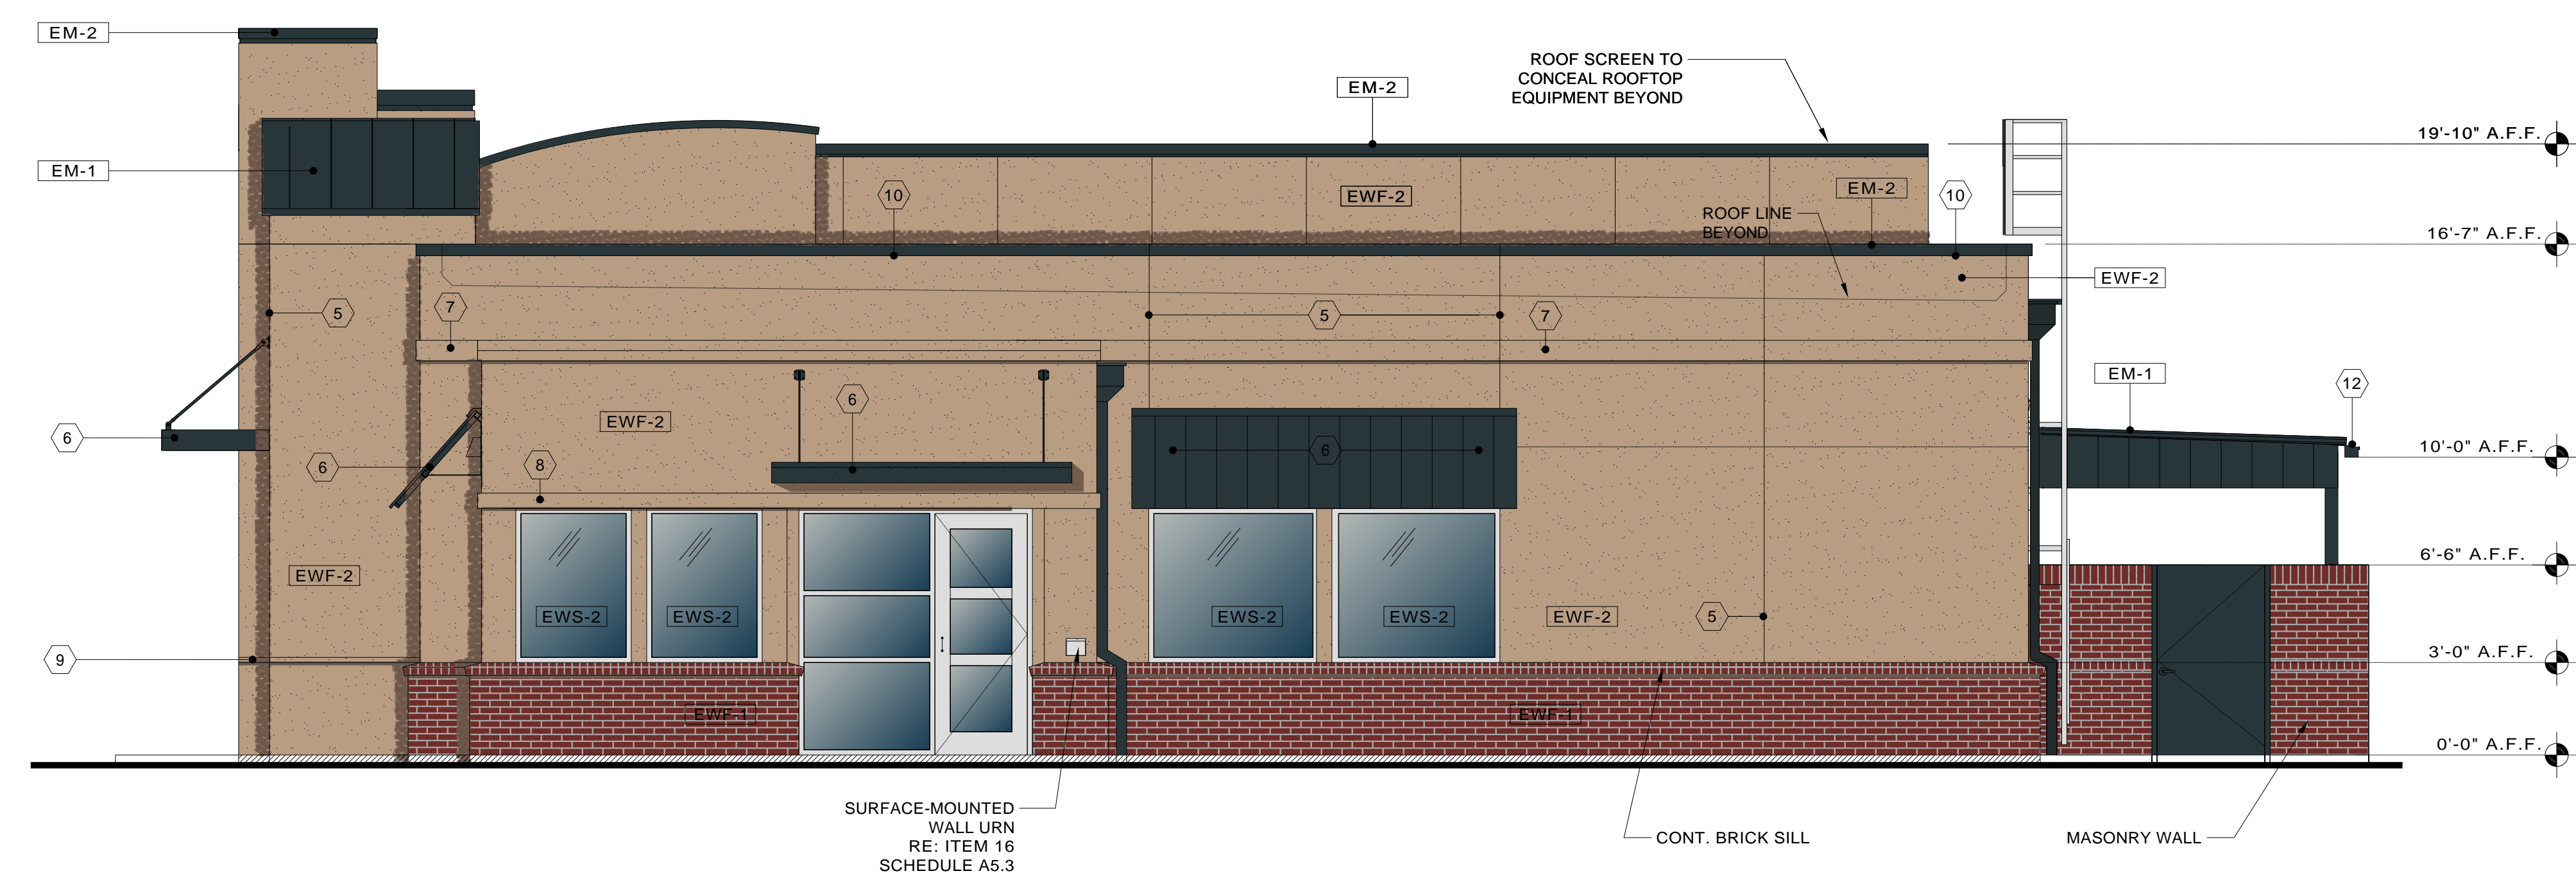 EM-2
ROOF SCREEN TO
CONCEAL ROOFTOP
EQUIPMENT BEYOND
EM-2
19'-10" A.F.F.
EM-1
EM-2
10
EWF-2
10
ROOF LINE
BEYOND
16'-7" A.F.F.
EWF-2
7
5
5
7
EM-1
12
6
EWF-2
6
6
10'-0" A.F.F.
6
8
6'-6" A.F.F.
EWF-2
EWS-2
EWS-2
EWS-2
EWS-2
EWF-2
5
9
3'-0" A.F.F.
EWF-1
EWF-1
0'-0" A.F.F.
SURFACE-MOUNTED
WALL URN
RE: ITEM 16
SCHEDULE A5.3
CONT. BRICK SILL
MASONRY WALL